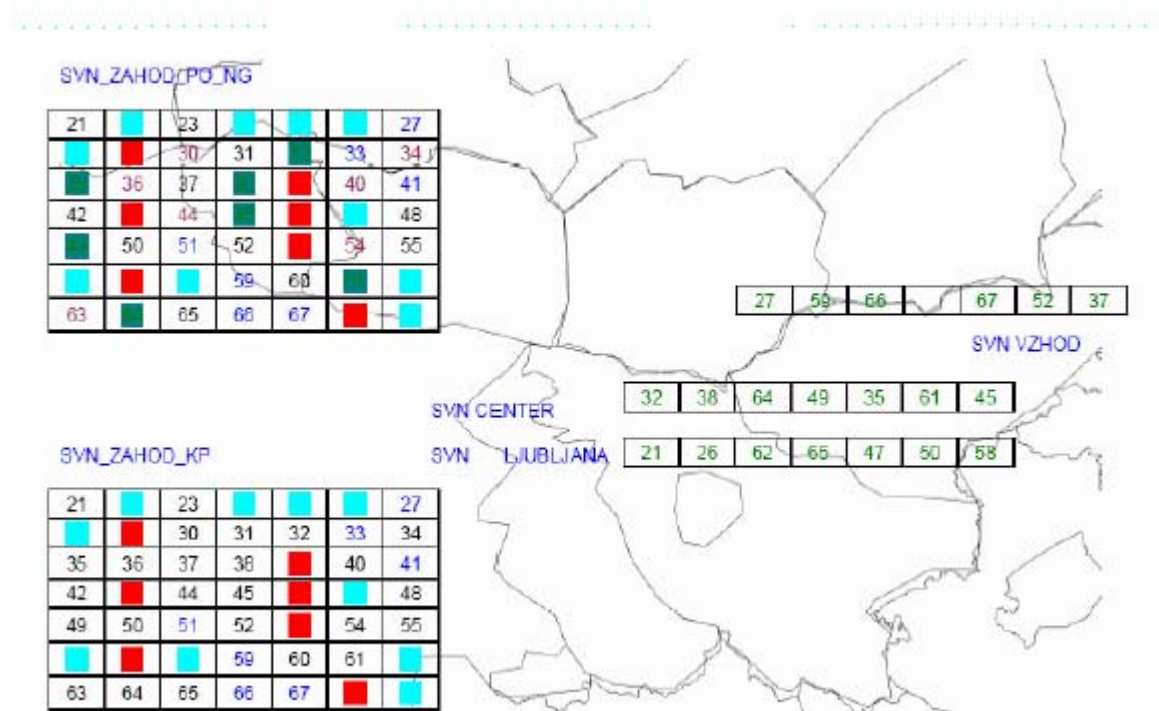 SVN_ZAHOD_PO_NG
21 23 27
30 31 33 34
36 37 40 41
42 44 48
50 51 52 54 55
59 60
63 65 66 67
27 59 66 67 52 37
SVN VZHOD
32 38 64 49 35 61 45
SVN CENTER
SVN LJUBLJANA
21 26 62 65 47 50 58
SVN_ZAHOD_KP
21 23 27
30 31 32 33 34
35 36 37 38 40 41
42 44 45 48
49 50 51 52 54 55
59 60 61
63 64 65 66 67